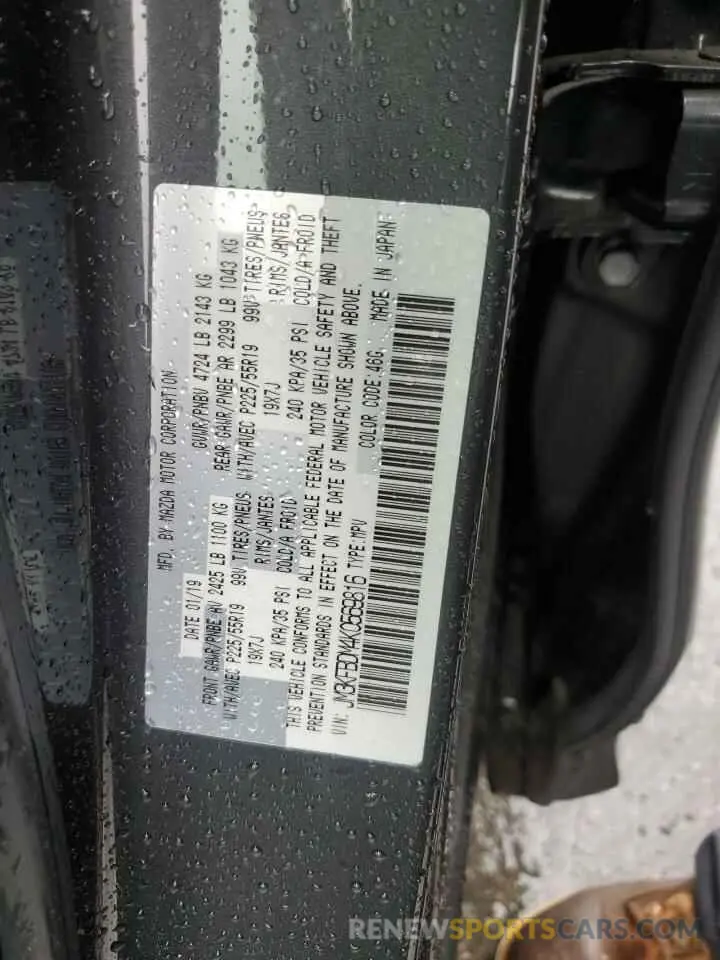 MFD. BY MAZDA MOTOR CORPORATION
DATE 01/19 GVWR/PNBV 4724 LB 2143 KG
FRONT GAWR/PNBE AV 2425 LB 1100 KG REAR GAWR/PNBE AR 2299 LB 1043 KG
WITH/AVEC P225/55R19 99V TIRES/PNEUS WITH/AVEC P225/55R19 99V TIRES/PNEUS
19X7J RIMS/JANTES 19X7J RIMS/JANTES
240 KPA/35 PSI COLD/A FROID 240 KPA/35 PSI COLD/A FROID
THIS VEHICLE CONFORMS TO ALL APPLICABLE FEDERAL MOTOR VEHICLE SAFETY AND THEFT
PREVENTION STANDARDS IN EFFECT ON THE DATE OF MANUFACTURE SHOWN ABOVE.
VIN: JM3KFBDY4K0569816 TYPE:MPV COLOR CODE:46G MADE IN JAPAN
RENEWSPORTSCARS.COM